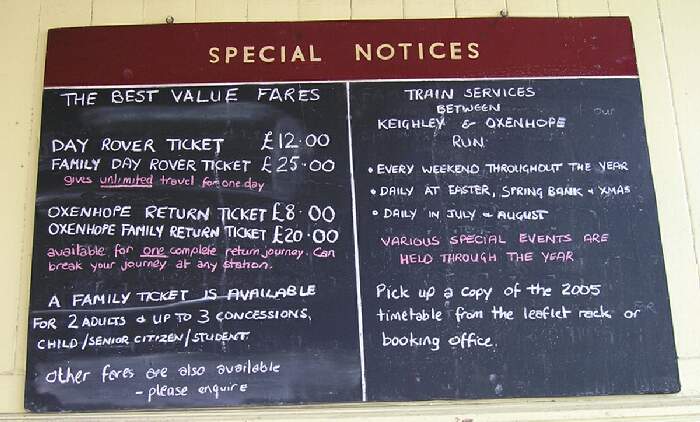 SPECIAL NOTICES
THE BEST VALUE FARES
DAY ROVER TICKET £12.00
FAMILY DAY ROVER TICKET £25.00
gives unlimited travel for one day
OXENHOPE RETURN TICKET £8.00
OXENHOPE FAMILY RETURN TICKET £20.00
available for one complete return journey. Can
break your journey at any station.
A FAMILY TICKET IS AVAILABLE
FOR 2 ADULTS & UP TO 3 CONCESSIONS,
CHILD/SENIOR CITIZEN/STUDENT.
other fares are also available
- please enquire
TRAIN SERVICES
BETWEEN
KEIGHLEY & OXENHOPE
RUN
• EVERY WEEKEND THROUGHOUT THE YEAR
• DAILY AT EASTER, SPRING BANK & XMAS
• DAILY IN JULY & AUGUST
VARIOUS SPECIAL EVENTS ARE
HELD THROUGH THE YEAR
Pick up a copy of the 2005
timetable from the leaflet rack or
booking office.